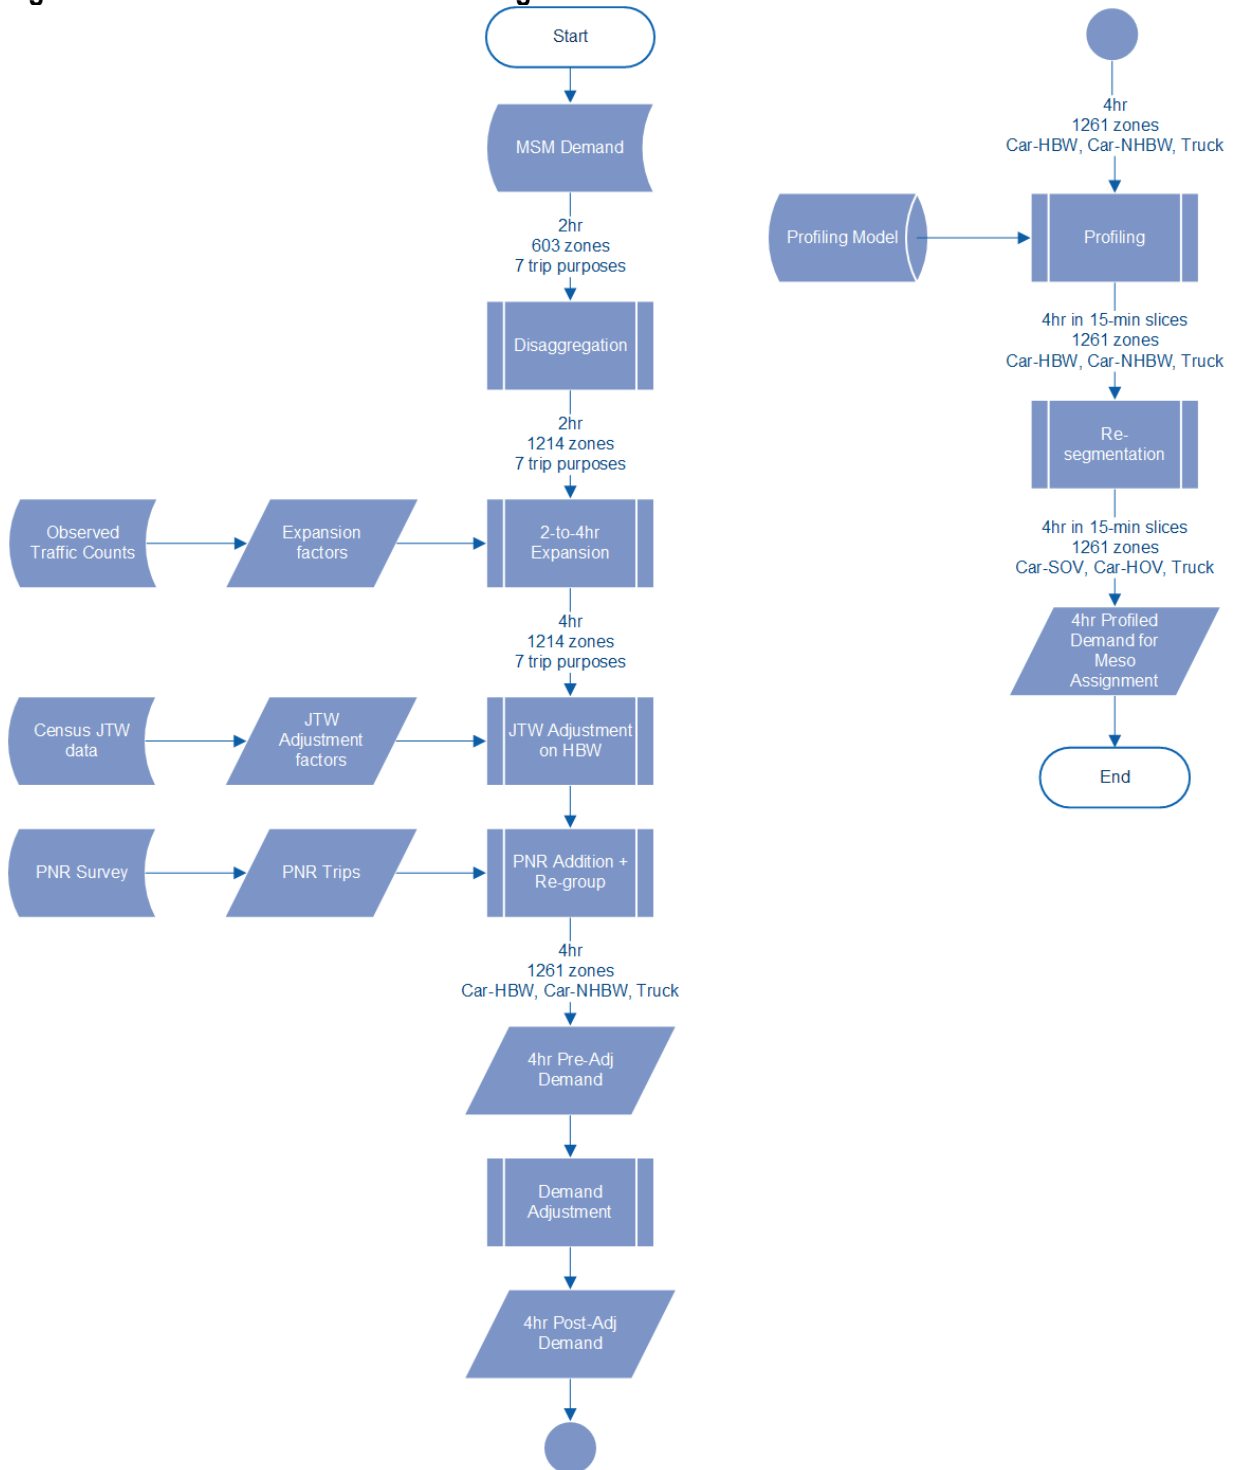 Start
MSM Demand
2hr
603 zones
7 trip purposes
Disaggregation
2hr
1214 zones
7 trip purposes
Observed
Traffic Counts
Expansion
factors
2-to-4hr
Expansion
4hr
1214 zones
7 trip purposes
Census JTW
data
JTW
Adjustment
factors
JTW Adjustment
on HBW
PNR Survey
PNR Trips
PNR Addition +
Re-group
4hr
1261 zones
Car-HBW, Car-NHBW, Truck
4hr Pre-Adj
Demand
Demand
Adjustment
4hr Post-Adj
Demand
4hr
1261 zones
Car-HBW, Car-NHBW, Truck
Profiling Model
Profiling
4hr in 15-min slices
1261 zones
Car-HBW, Car-NHBW, Truck
Re-
segmentation
4hr in 15-min slices
1261 zones
Car-SOV, Car-HOV, Truck
4hr Profiled
Demand for
Meso
Assignment
End